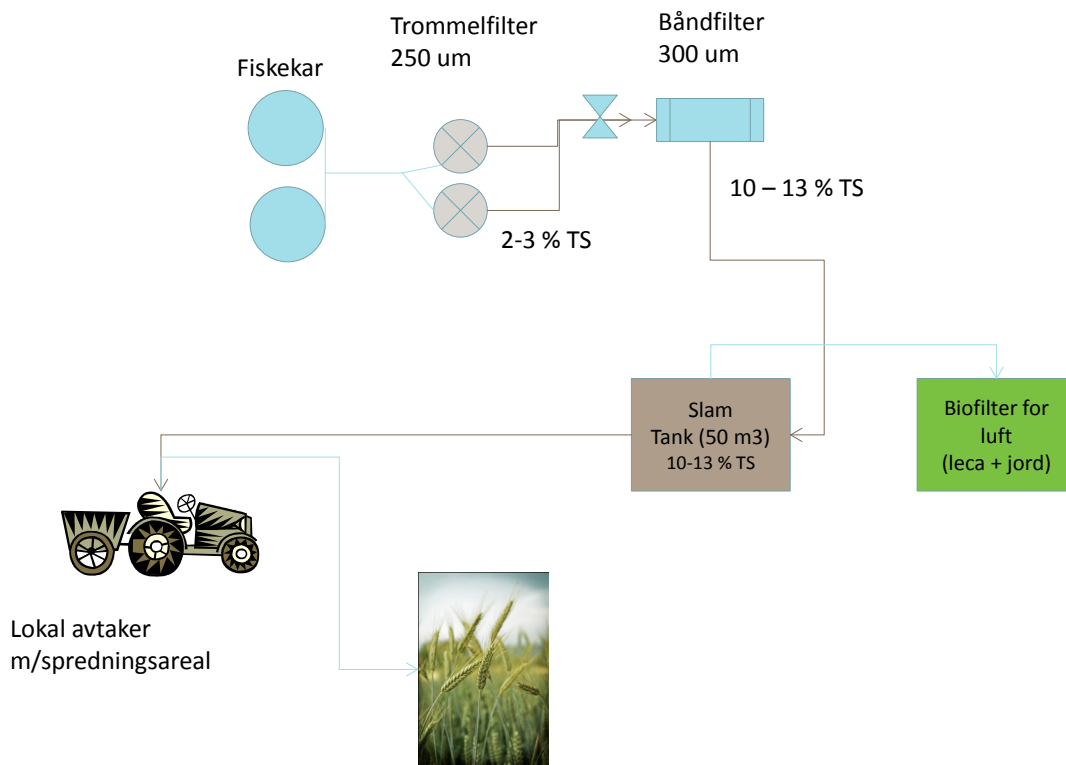 Trommelfilter
250 um
Båndfilter
300 um
Fiskekar
10 – 13 % TS
2-3 % TS
Slam
Tank (50 m3)
10-13 % TS
Biofilter for
luft
(leca + jord)
Lokal avtaker
m/spredningsareal